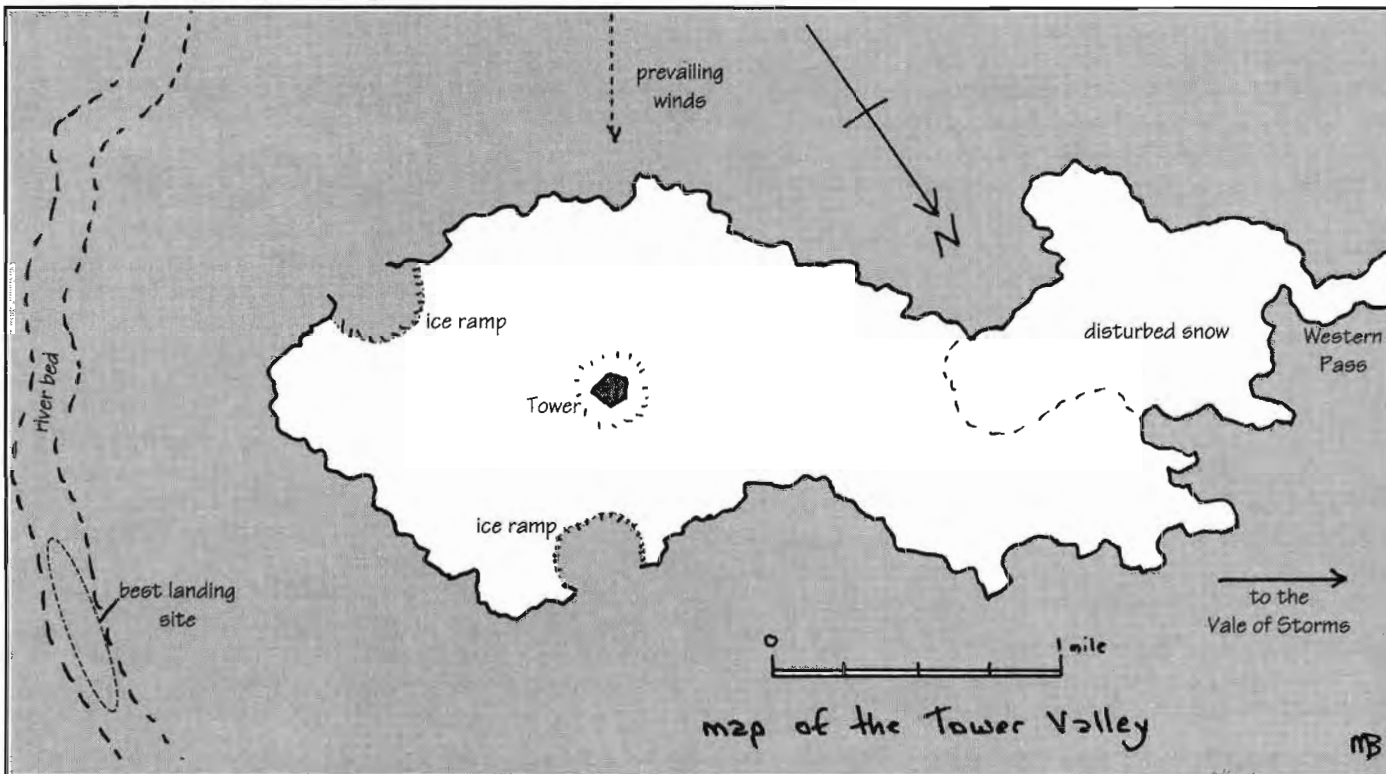 prevailing
winds
N
ice ramp
disturbed snow
Western
Pass
river bed
Tower
ice ramp
best landing
site
to the
Vale of Storms
0
1 mile
map of the Tower Valley
MB